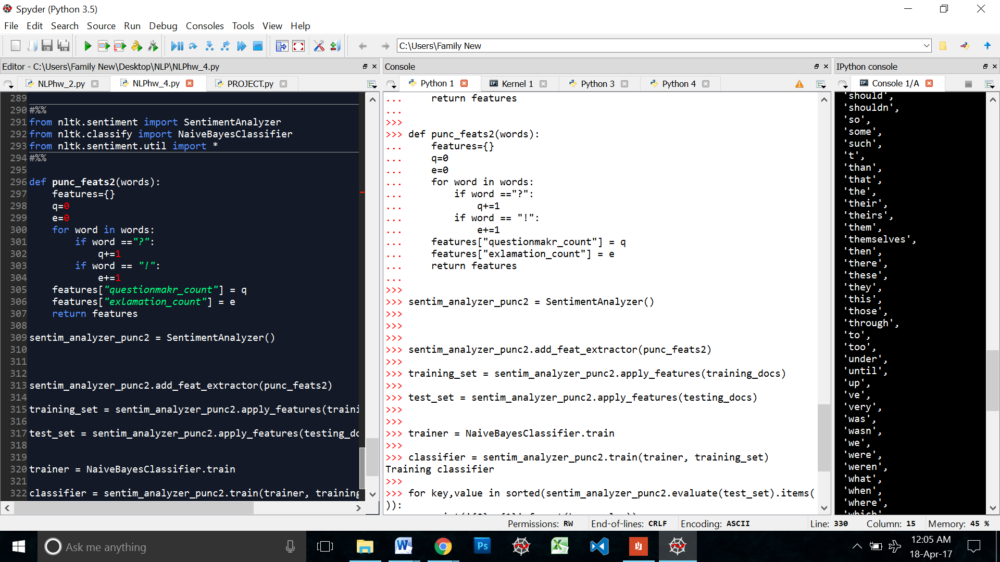 Spyder (Python 3.5)
File Edit Search Source Run Debug Consoles Tools View Help
C:\Users\Family New
Editor - C:\Users\Family New\Desktop\NLP\NLPhw_4.py
NLPhw_2.py NLPhw_4.py PROJECT.py
289
290 #%%
291 from nltk.sentiment import SentimentAnalyzer
292 from nltk.classify import NaiveBayesClassifier
293 from nltk.sentiment.util import *
294 #%%
295
296 def punc_feats2(words):
297     features={}
298     q=0
299     e=0
300     for word in words:
301         if word =="?":
302             q+=1
303         if word == "!":
304             e+=1
305     features["questionmakr_count"] = q
306     features["exlamation_count"] = e
307     return features
308
309 sentim_analyzer_punc2 = SentimentAnalyzer()
310
311
312
313 sentim_analyzer_punc2.add_feat_extractor(punc_feats2)
314
315 training_set = sentim_analyzer_punc2.apply_features(traini
316
317 test_set = sentim_analyzer_punc2.apply_features(testing_do
318
319
320 trainer = NaiveBayesClassifier.train
321
322 classifier = sentim_analyzer_punc2.train(trainer, training
Console
Python 1 IP: Kernel 1 Python 3 Python 4
...     return features
...
>>>
>>> def punc_feats2(words):
...     features={}
...     q=0
...     e=0
...     for word in words:
...         if word =="?":
...             q+=1
...         if word == "!":
...             e+=1
...     features["questionmakr_count"] = q
...     features["exlamation_count"] = e
...     return features
...
>>>
>>> sentim_analyzer_punc2 = SentimentAnalyzer()
>>>
>>>
>>>
>>> sentim_analyzer_punc2.add_feat_extractor(punc_feats2)
>>>
>>> training_set = sentim_analyzer_punc2.apply_features(training_docs)
>>>
>>> test_set = sentim_analyzer_punc2.apply_features(testing_docs)
>>>
>>>
>>> trainer = NaiveBayesClassifier.train
>>>
>>> classifier = sentim_analyzer_punc2.train(trainer, training_set)
Training classifier
>>>
>>> for key,value in sorted(sentim_analyzer_punc2.evaluate(test_set).items(
)):
IPython console
IP: Console 1/A
'should',
'shouldn',
'so',
'some',
'such',
't',
'than',
'that',
'the',
'their',
'theirs',
'them',
'themselves',
'then',
'there',
'these',
'they',
'this',
'those',
'through',
'to',
'too',
'under',
'until',
'up',
've',
'very',
'was',
'wasn',
'we',
'were',
'weren',
'what',
'when',
'where',
'which',
Permissions: RW End-of-lines: CRLF Encoding: ASCII Line: 330 Column: 15 Memory: 45 %
Ask me anything
Ps
12:05 AM
18-Apr-17